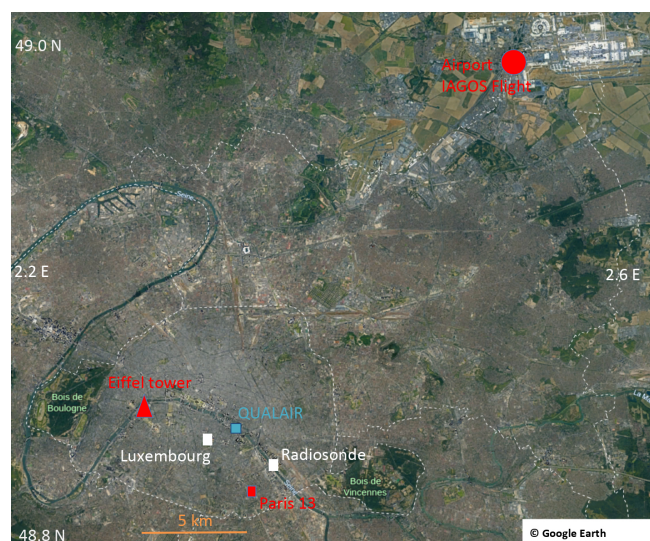 49.0 N
Airport
IAGOS Flight
2.2 E
2.6 E
Eiffel tower
Bois de
Boulogne
QUALAIR
Luxembourg
Radiosonde
Bois de
Vincennes
Paris 13
5 km
48.8 N
© Google Earth